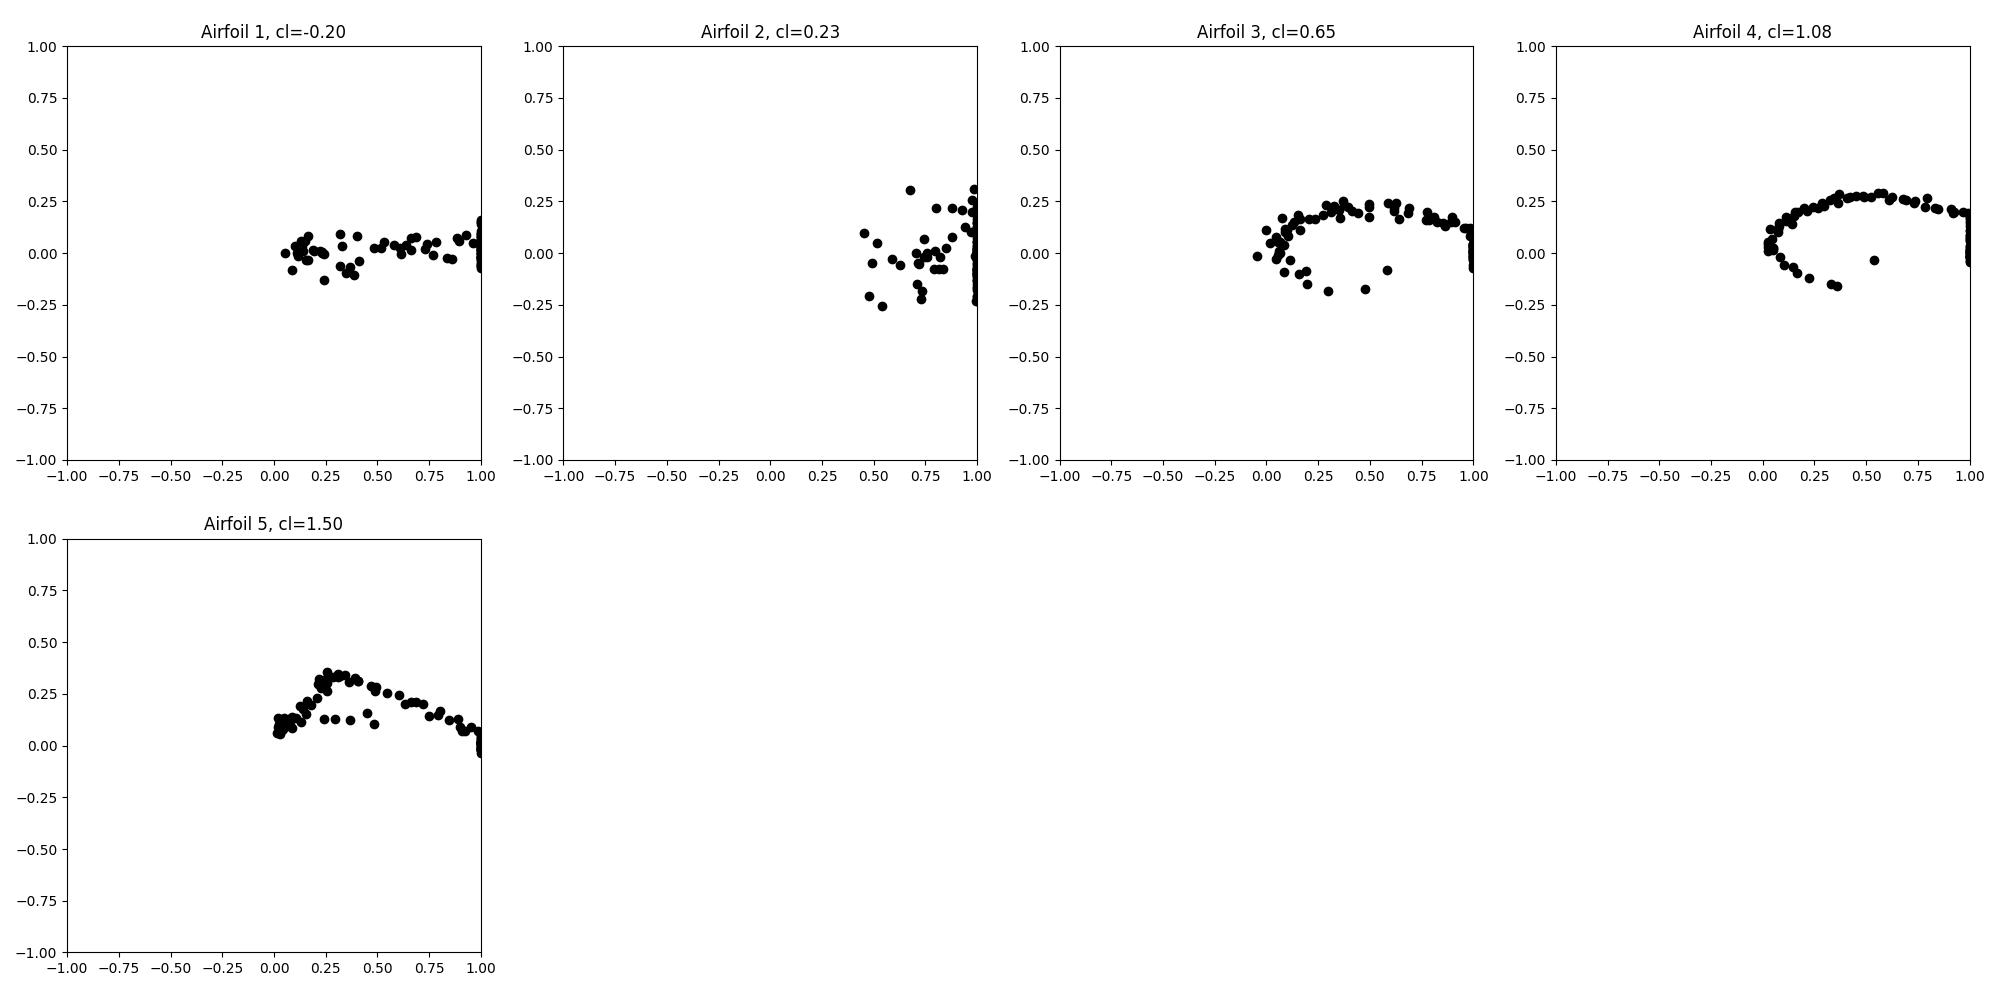 Airfoil 1, cl=-0.20
Airfoil 2, cl=0.23
Airfoil 3, cl=0.65
Airfoil 4, cl=1.08
1.00 1.00 1.00 1.00
0.75 0.75 0.75 0.75
0.50 0.50 0.50 0.50
0.25 0.25 0.25 0.25
0.00 0.00 0.00 0.00
−0.25 −0.25 −0.25 −0.25
−0.50 −0.50 −0.50 −0.50
−0.75 −0.75 −0.75 −0.75
−1.00 −1.00 −1.00 −1.00
−1.00 −0.75 −0.50 −0.25 0.00 0.25 0.50 0.75 1.00
−1.00 −0.75 −0.50 −0.25 0.00 0.25 0.50 0.75 1.00
−1.00 −0.75 −0.50 −0.25 0.00 0.25 0.50 0.75 1.00
−1.00 −0.75 −0.50 −0.25 0.00 0.25 0.50 0.75 1.00
Airfoil 5, cl=1.50
1.00
0.75
0.50
0.25
0.00
−0.25
−0.50
−0.75
−1.00
−1.00 −0.75 −0.50 −0.25 0.00 0.25 0.50 0.75 1.00